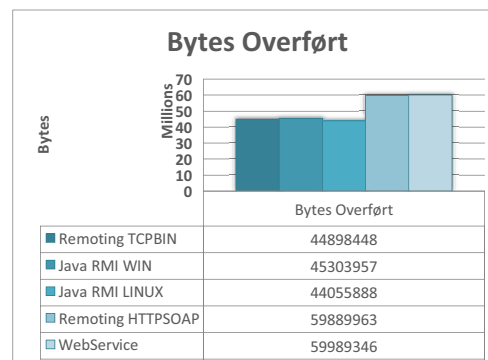 Bytes Overført
Bytes
Millions
70
60
50
40
30
20
10
0
Bytes Overført
Remoting TCPBIN 44898448
Java RMI WIN 45303957
Java RMI LINUX 44055888
Remoting HTTPSOAP 59889963
WebService 59989346